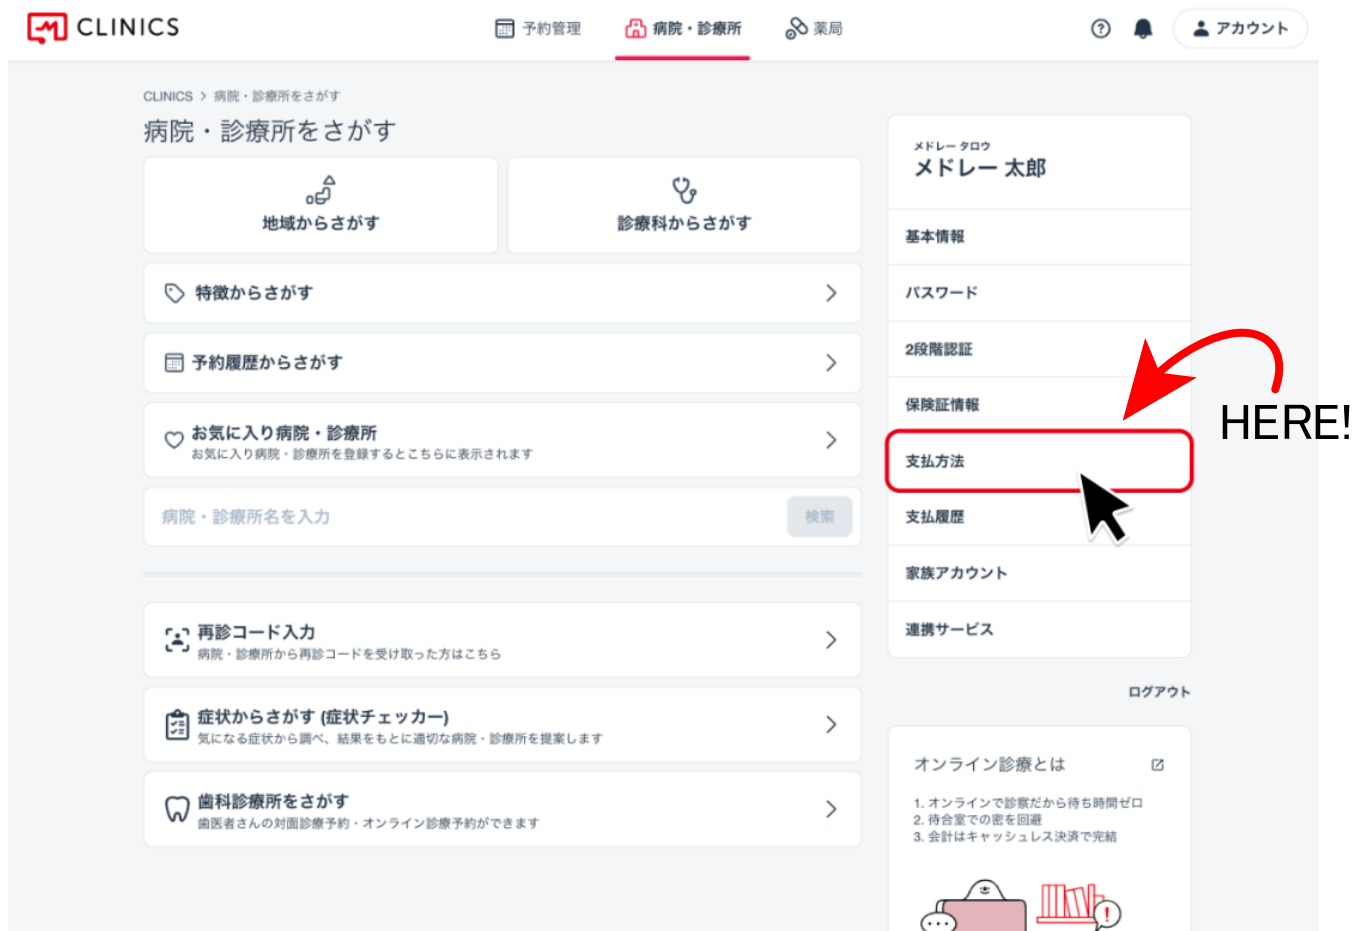 CLINICS
予約管理
病院・診療所
薬局
アカウント
CLINICS > 病院・診療所をさがす
病院・診療所をさがす
地域からさがす
診療科からさがす
特徴からさがす
予約履歴からさがす
お気に入り病院・診療所
お気に入り病院・診療所を登録するとこちらに表示されます
病院・診療所名を入力
検索
再診コード入力
病院・診療所から再診コードを受け取った方はこちら
症状からさがす (症状チェッカー)
気になる症状から調べ、結果をもとに適切な病院・診療所を提案します
歯科診療所をさがす
歯医者さんの対面診療予約・オンライン診療予約ができます
メドレー タロウ
メドレー 太郎
基本情報
パスワード
2段階認証
保険証情報
支払方法
支払履歴
家族アカウント
連携サービス
HERE!
ログアウト
オンライン診療とは
1. オンラインで診察だから待ち時間ゼロ
2. 待合室での密を回避
3. 会計はキャッシュレス決済で完結